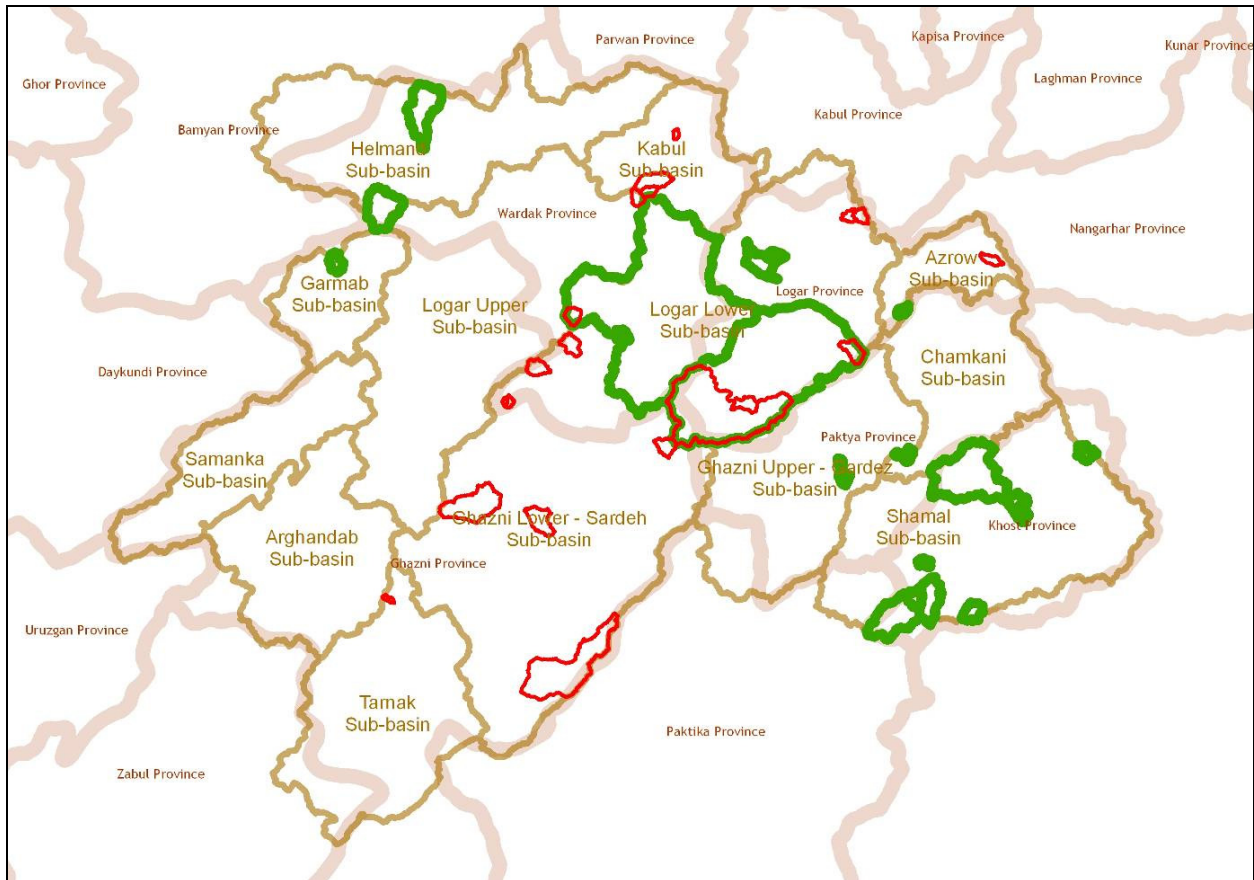 Parwan Province
Kapisa Province
Kunar Province
Ghor Province
Laghman Province
Bamyan Province
Kabul Province
Helmand
Sub-basin
Kabul
Sub-basin
Wardak Province
Nangarhar Province
Azrow
Sub-basin
Garmab
Sub-basin
Logar Province
Logar Upper
Sub-basin
Logar Lower
Sub-basin
Daykundi Province
Chamkani
Sub-basin
Paktya Province
Samanka
Sub-basin
Ghazni Upper - Gardez
Sub-basin
Ghazni Lower - Sardeh
Sub-basin
Shamal
Sub-basin
Khost Province
Arghandab
Sub-basin
Ghazni Province
Uruzgan Province
Tarnak
Sub-basin
Paktika Province
Zabul Province